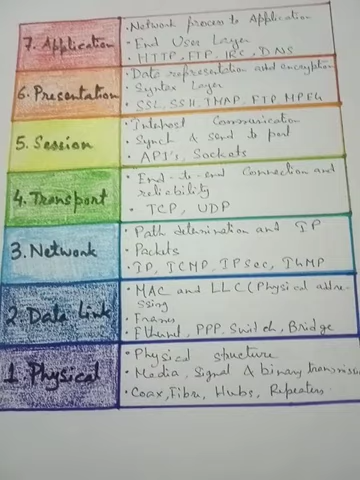 7. Application
• Network process to Application
• End User Layer
• HTTP, FTP, IRC, DNS
6. Presentation
• Data representation and encryption
• Syntax Layer
• SSL, SSH, IMAP, FTP, MPEG
5. Session
• Interhost Communication
• Synch & send to port
• API's, Sockets
4. Transport
• End-to-end Connection and
reliability
• TCP, UDP
3. Network
• Path determination and IP
• Packets
• IP, ICMP, IPSec, IGMP
2 Data Link
• MAC and LLC (Physical addre-
ssing
• Frames
• Ethernet, PPP, Switch, Bridge
1. Physical
• Physical structure
• Media, Signal & binary transmission
• Coax, Fibre, Hubs, Repeaters